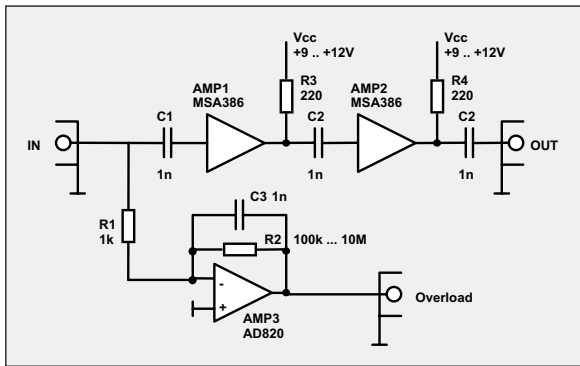 Vcc
+9 .. +12V
Vcc
+9 .. +12V
AMP1
MSA386
R3
220
AMP2
MSA386
R4
220
C1
C2
C2
IN
OUT
1n
1n
1n
C3 1n
R1
1k
R2
100k ... 10M
-
+
Overload
AMP3
AD820